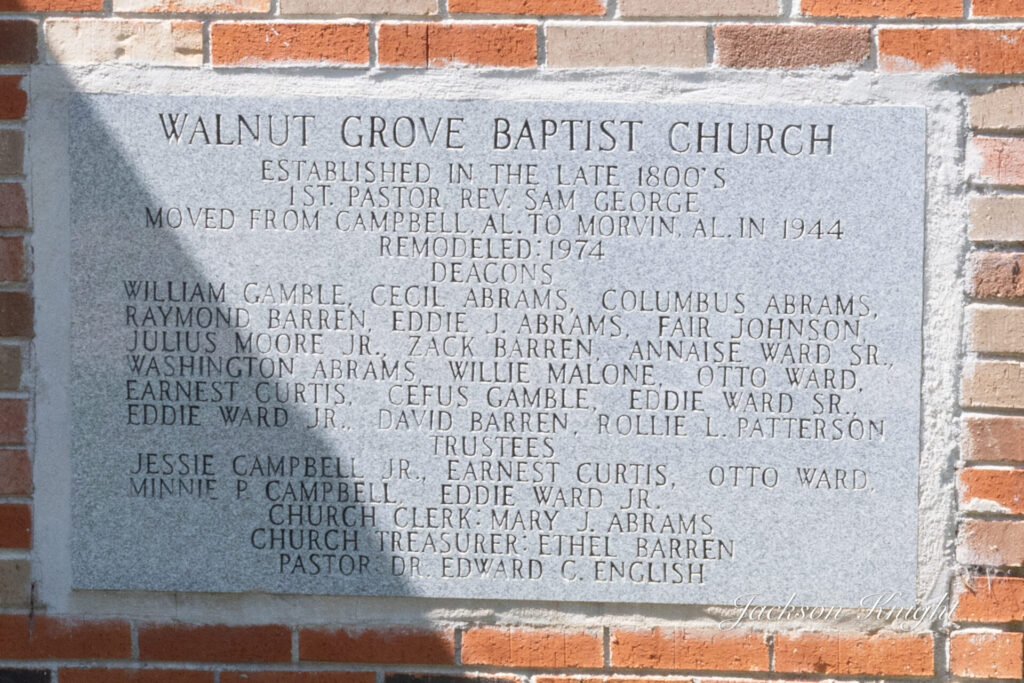 WALNUT GROVE BAPTIST CHURCH
ESTABLISHED IN THE LATE 1800'S
1ST. PASTOR REV. SAM GEORGE
MOVED FROM CAMPBELL, AL. TO MORVIN, AL. IN 1944
REMODELED: 1974
DEACONS
WILLIAM GAMBLE, CECIL ABRAMS, COLUMBUS ABRAMS,
RAYMOND BARREN, EDDIE J. ABRAMS, FAIR JOHNSON,
JULIUS MOORE JR., ZACK BARREN, ANNAISE WARD SR.,
WASHINGTON ABRAMS, WILLIE MALONE, OTTO WARD,
EARNEST CURTIS, CEFUS GAMBLE, EDDIE WARD SR.,
EDDIE WARD JR., DAVID BARREN, ROLLIE L. PATTERSON
TRUSTEES
JESSIE CAMPBELL JR., EARNEST CURTIS, OTTO WARD,
MINNIE P. CAMPBELL, EDDIE WARD JR.
CHURCH CLERK: MARY J. ABRAMS
CHURCH TREASURER: ETHEL BARREN
PASTOR: DR. EDWARD C. ENGLISH
Jackson Knight